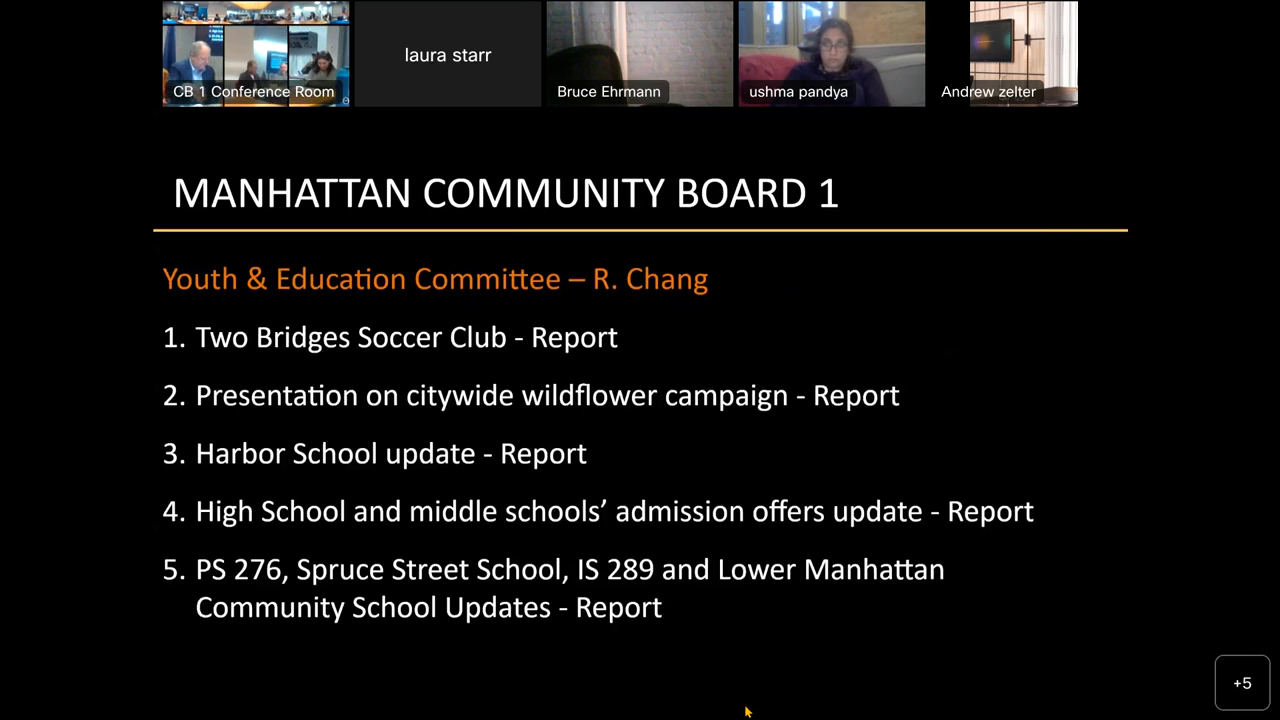 CB 1 Conference Room
laura starr
Bruce Ehrmann
ushma pandya
Andrew zelter
MANHATTAN COMMUNITY BOARD 1
Youth & Education Committee – R. Chang
1. Two Bridges Soccer Club - Report
2. Presentation on citywide wildflower campaign - Report
3. Harbor School update - Report
4. High School and middle schools’ admission offers update - Report
5. PS 276, Spruce Street School, IS 289 and Lower Manhattan
Community School Updates - Report
+5